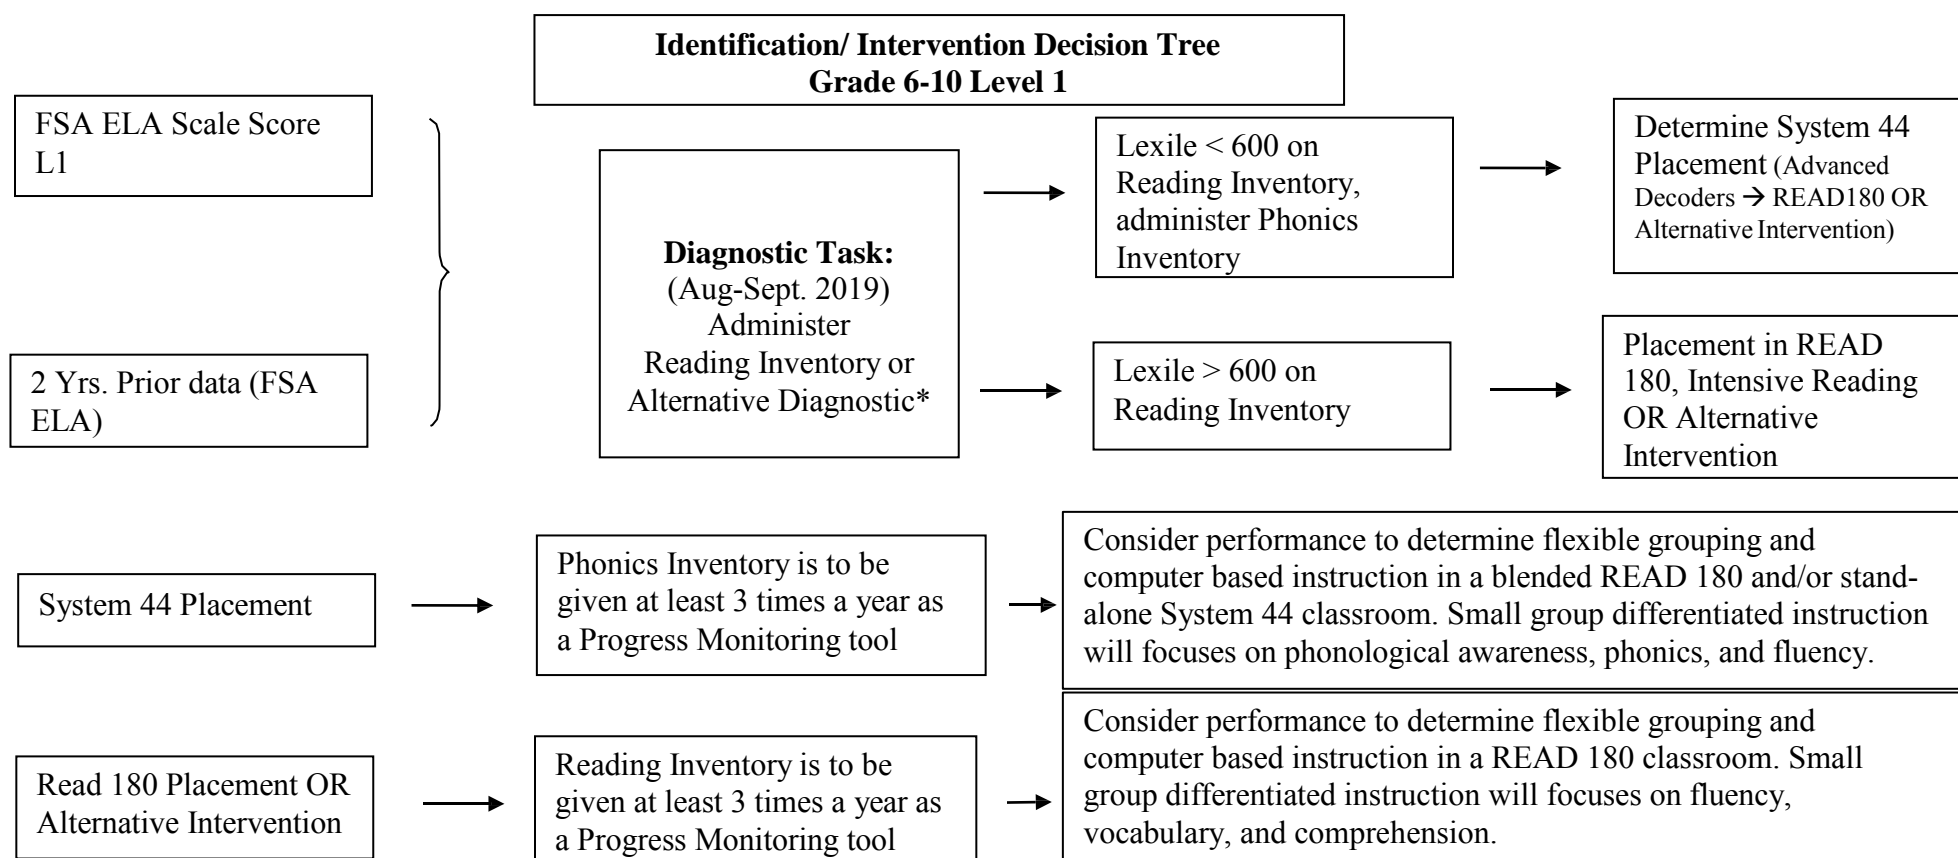 Identification/ Intervention Decision Tree
Grade 6-10 Level 1
FSA ELA Scale Score
L1
2 Yrs. Prior data (FSA
ELA)
Diagnostic Task:
(Aug-Sept. 2019)
Administer
Reading Inventory or
Alternative Diagnostic*
Lexile < 600 on
Reading Inventory,
administer Phonics
Inventory
Determine System 44
Placement (Advanced
Decoders → READ180 OR
Alternative Intervention)
Lexile > 600 on
Reading Inventory
Placement in READ
180, Intensive Reading
OR Alternative
Intervention
System 44 Placement
Phonics Inventory is to be
given at least 3 times a year as
a Progress Monitoring tool
Consider performance to determine flexible grouping and
computer based instruction in a blended READ 180 and/or stand-
alone System 44 classroom. Small group differentiated instruction
will focuses on phonological awareness, phonics, and fluency.
Read 180 Placement OR
Alternative Intervention
Reading Inventory is to be
given at least 3 times a year as
a Progress Monitoring tool
Consider performance to determine flexible grouping and
computer based instruction in a READ 180 classroom. Small
group differentiated instruction will focuses on fluency,
vocabulary, and comprehension.